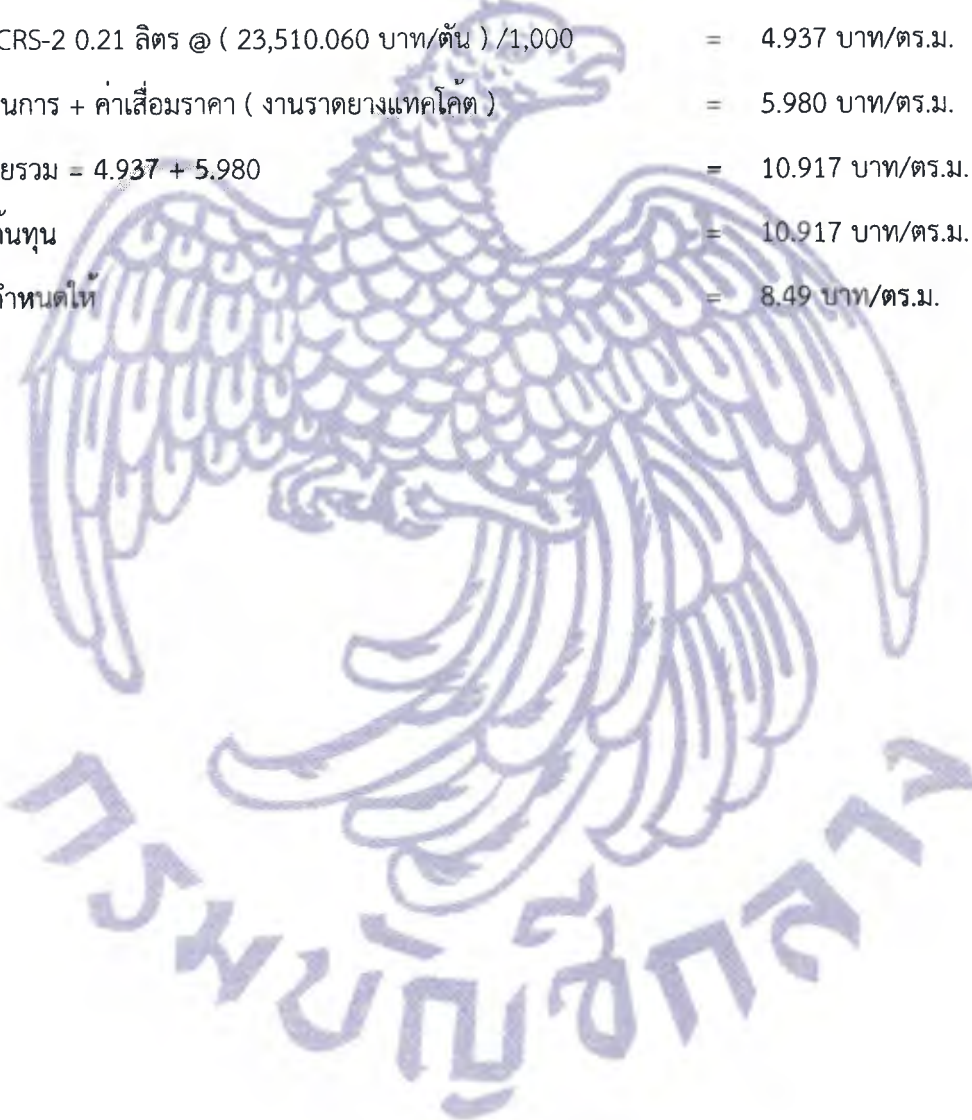 CRS-2 0.21 ลิตร @ ( 23,510.060 บาท/ตัน ) /1,000 = 4.937 บาท/ตร.ม.
นการ + ค่าเสื่อมราคา ( งานราดยางแทคโค้ต ) = 5.980 บาท/ตร.ม.
ยรวม = 4.937 + 5.980 = 10.917 บาท/ตร.ม.
ต้นทุน = 10.917 บาท/ตร.ม.
กำหนดให้ = 8.49 บาท/ตร.ม.
กรมบัญชีกลาง